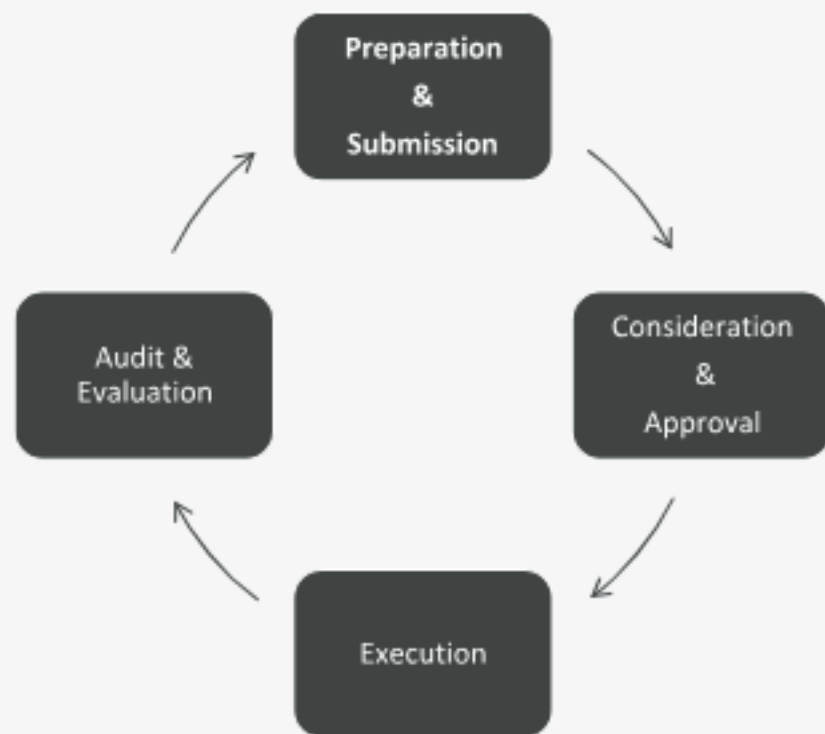 Preparation
&
Submission
Consideration
&
Approval
Execution
Audit &
Evaluation